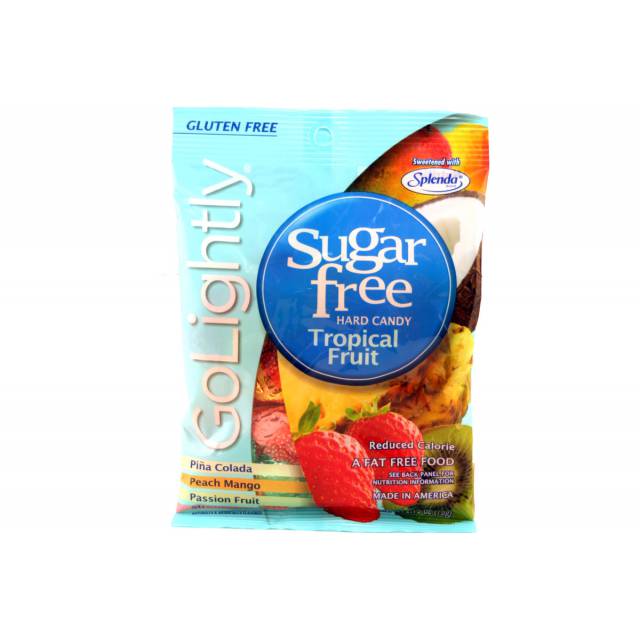 GLUTEN FREE
GoLightly®
Sweetened with
Splenda®
Sugar
free
HARD CANDY
Tropical
Fruit
Piña Colada
Peach Mango
Passion Fruit
Reduced Calorie
A FAT FREE FOOD
SEE BACK PANEL FOR
NUTRITION INFORMATION
MADE IN AMERICA